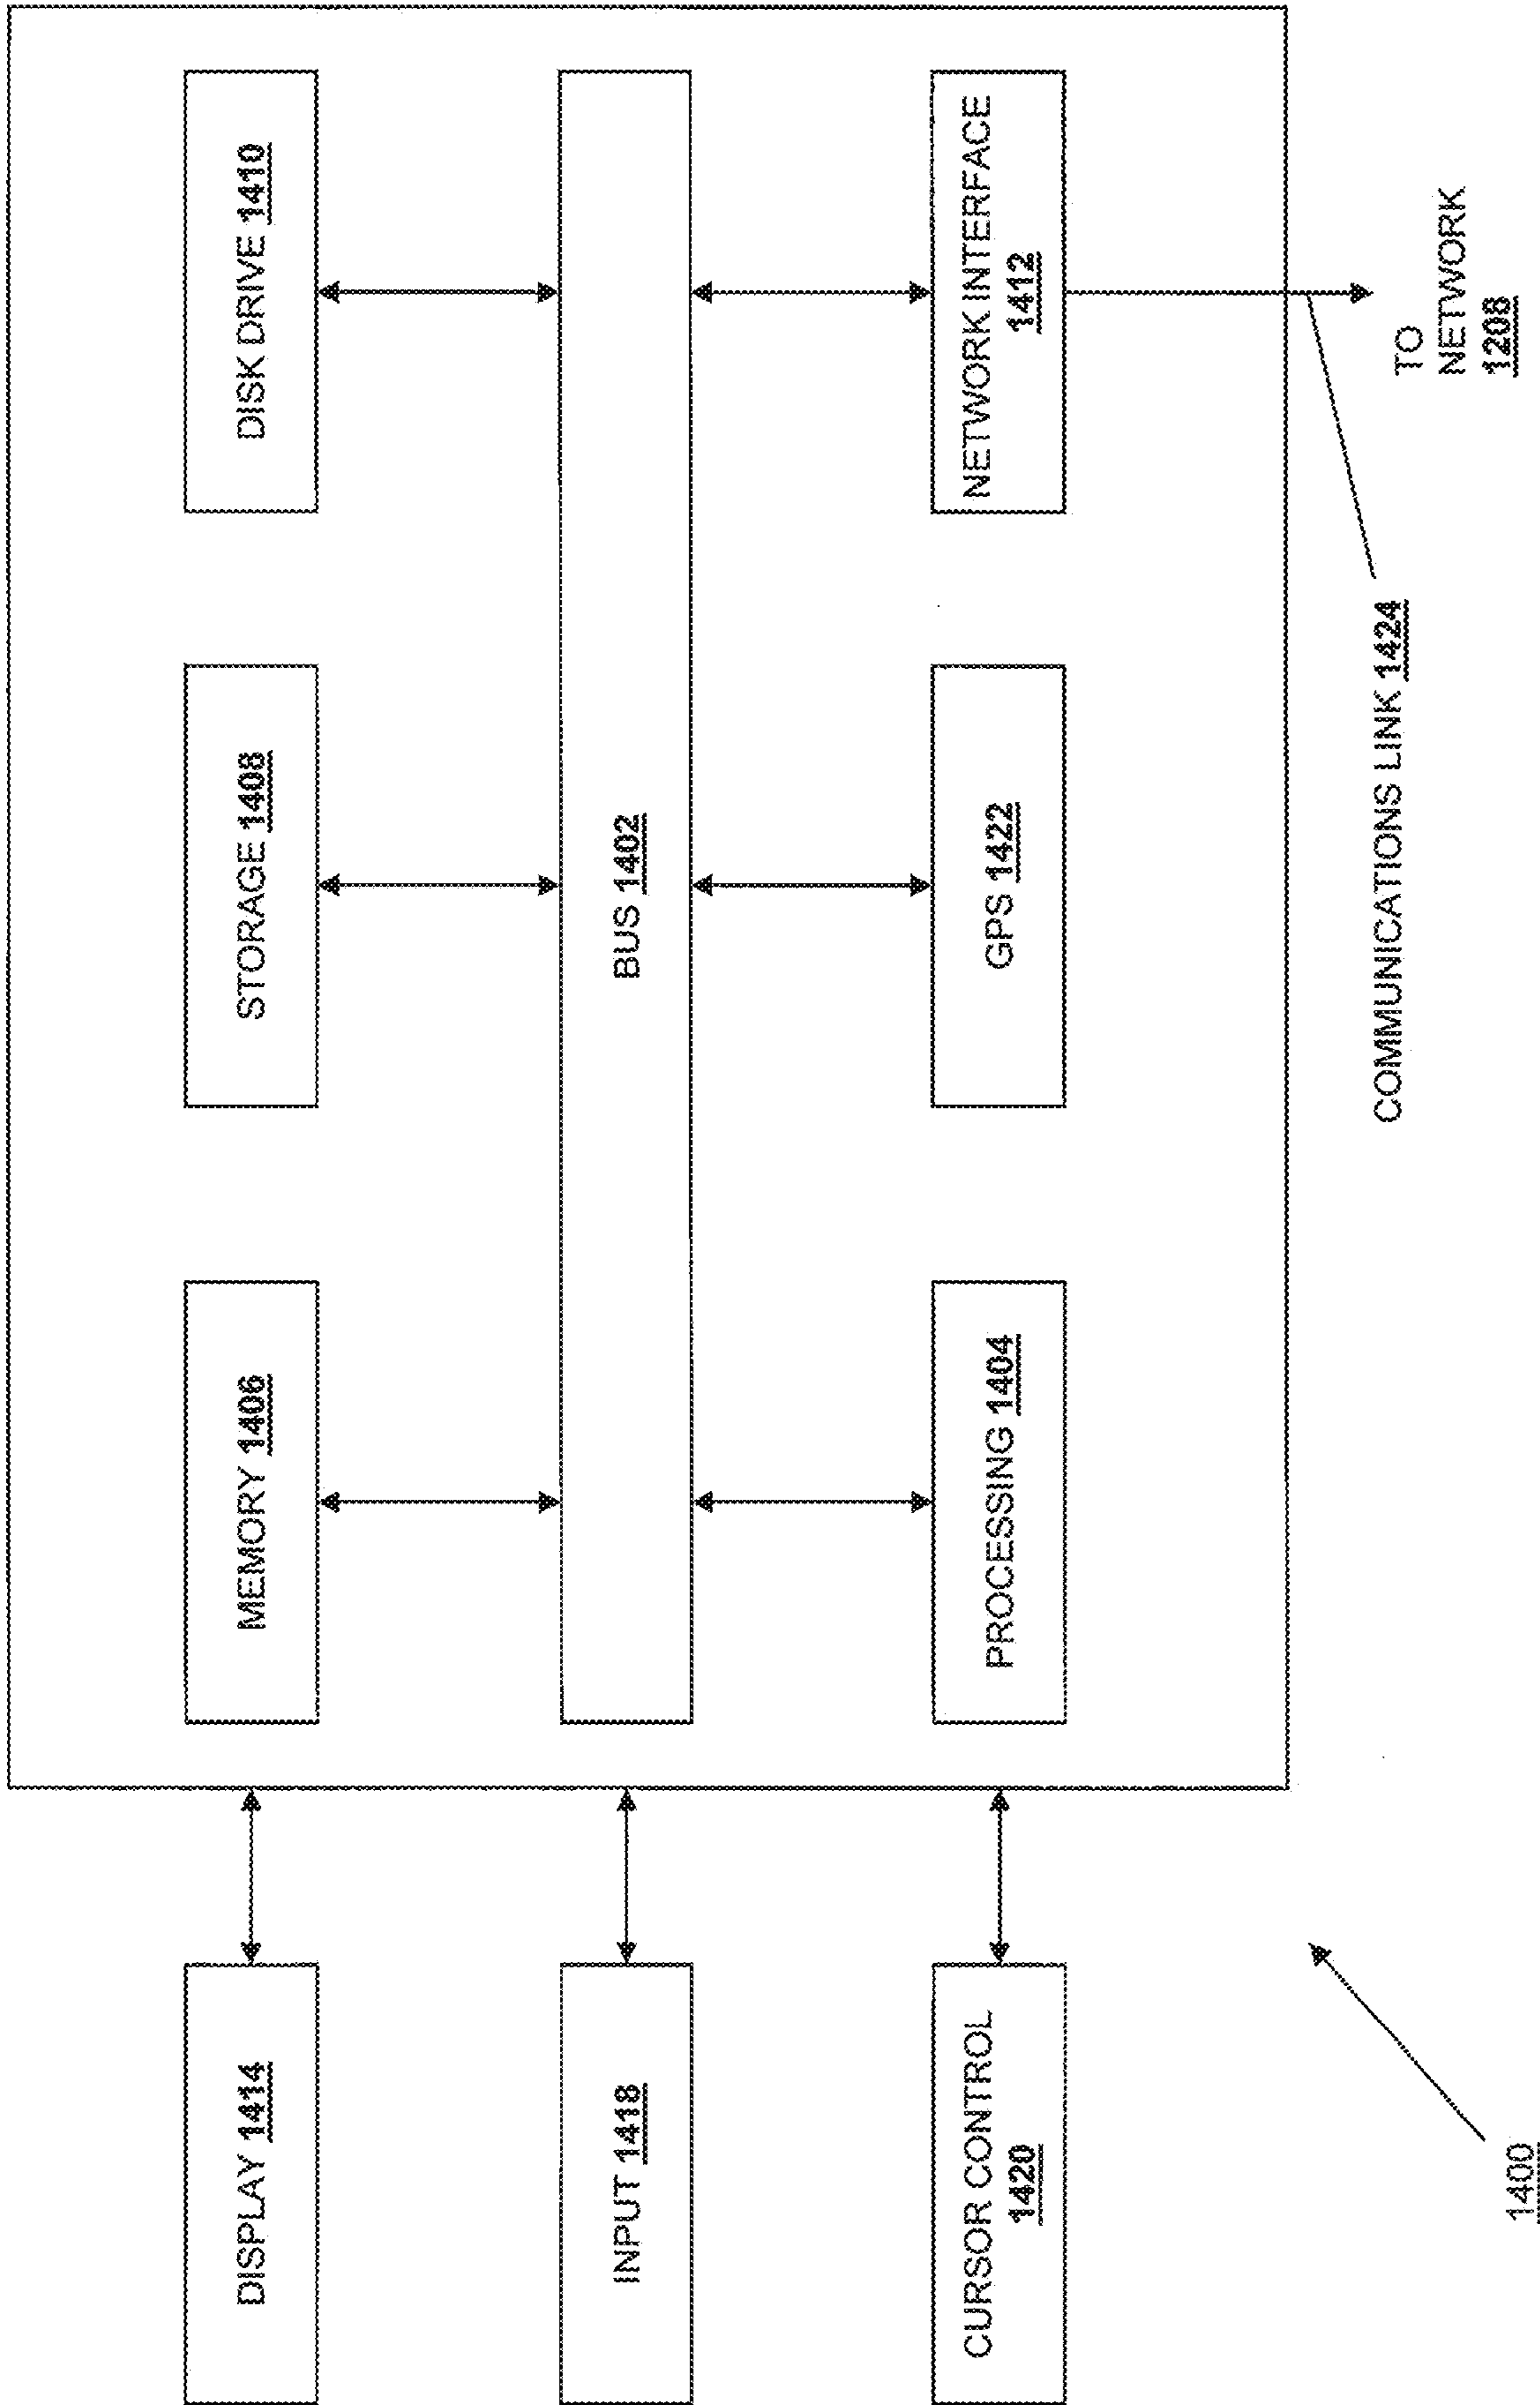 DISPLAY 1414
MEMORY 1406
STORAGE 1408
DISK DRIVE 1410
INPUT 1418
BUS 1402
CURSOR CONTROL
1420
PROCESSING 1404
GPS 1422
NETWORK INTERFACE
1412
COMMUNICATIONS LINK 1424
TO
NETWORK
1208
1400